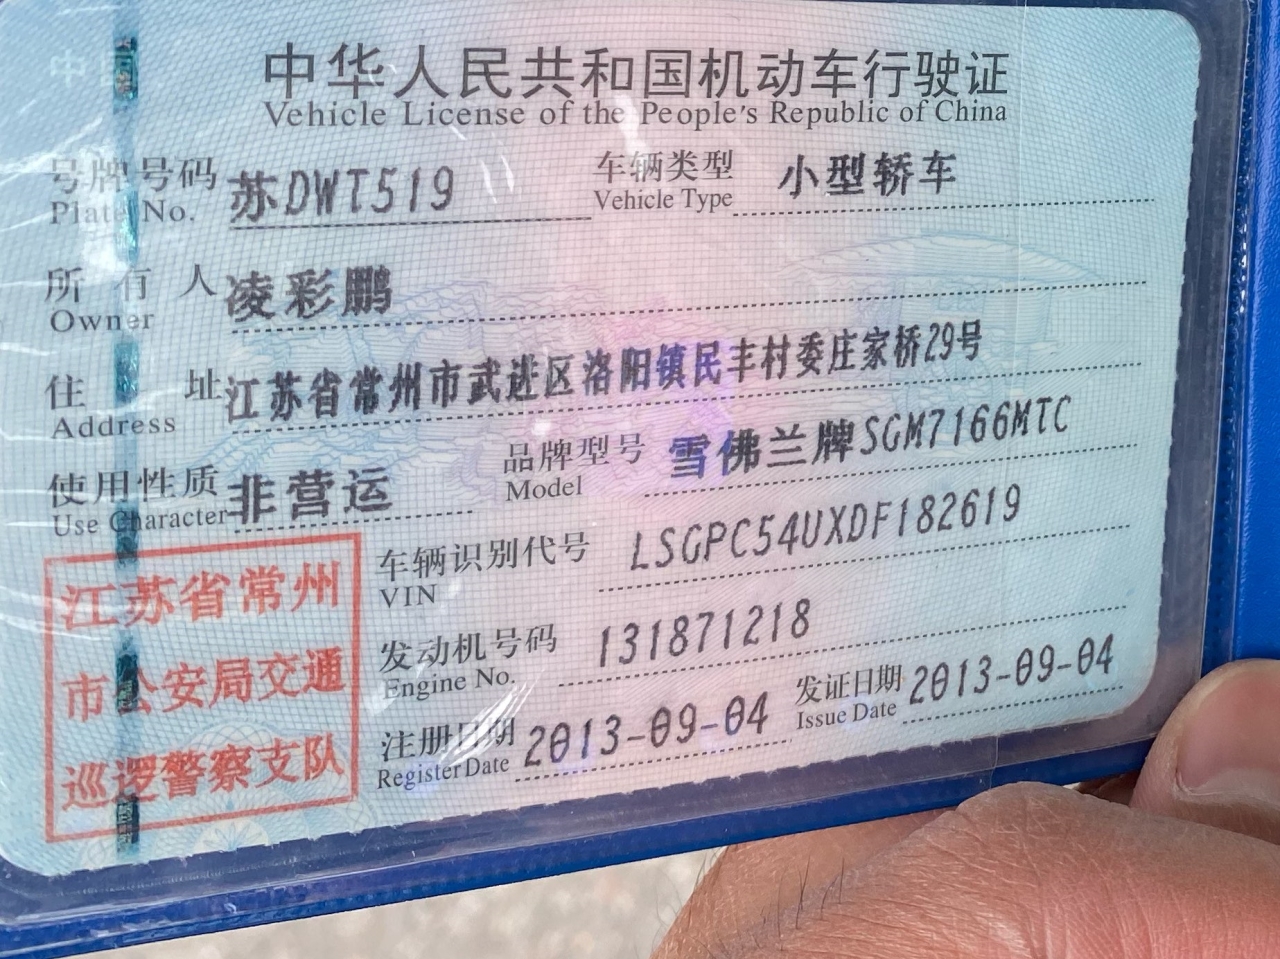 中华人民共和国机动车行驶证
Vehicle License of the People's Republic of China
号牌号码 苏DWT519 车辆类型 小型轿车
Plate No. Vehicle Type
所有人 凌彩鹏
Owner
住址 江苏省常州市武进区洛阳镇民丰村委庄家桥29号
Address
使用性质 非营运 品牌型号 雪佛兰牌SGM7166MTC
Use Character Model
车辆识别代号 LSGPC54UXDF182619
VIN
发动机号码 131871218
Engine No.
注册日期 2013-09-04 发证日期 2013-09-04
Register Date Issue Date
江苏省常州
市公安局交通
巡逻警察支队